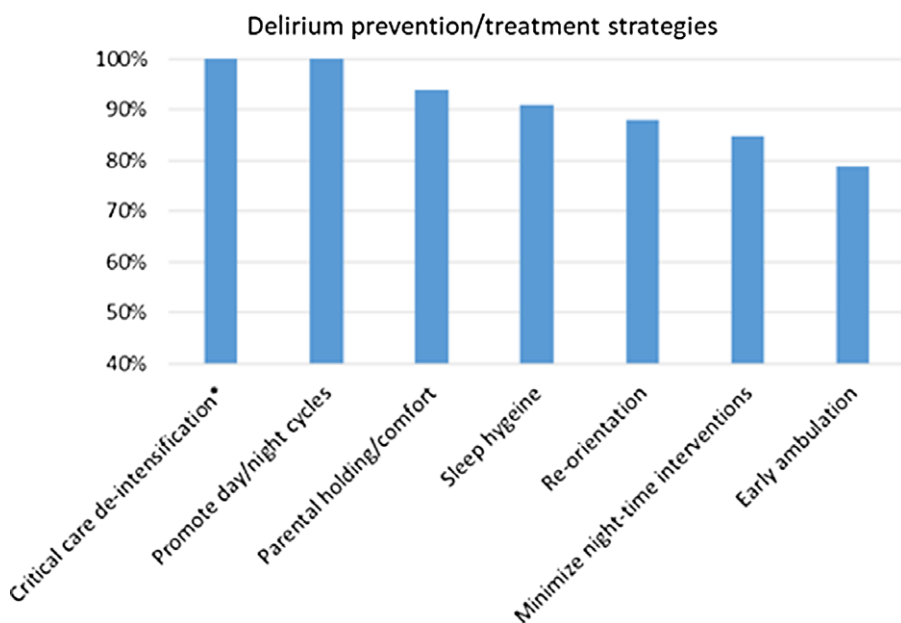 Delirium prevention/treatment strategies
100%
90%
80%
70%
60%
50%
40%
Critical care de-intensification*
Promote day/night cycles
Parental holding/comfort
Sleep hygeine
Re-orientation
Minimize night-time interventions
Early ambulation